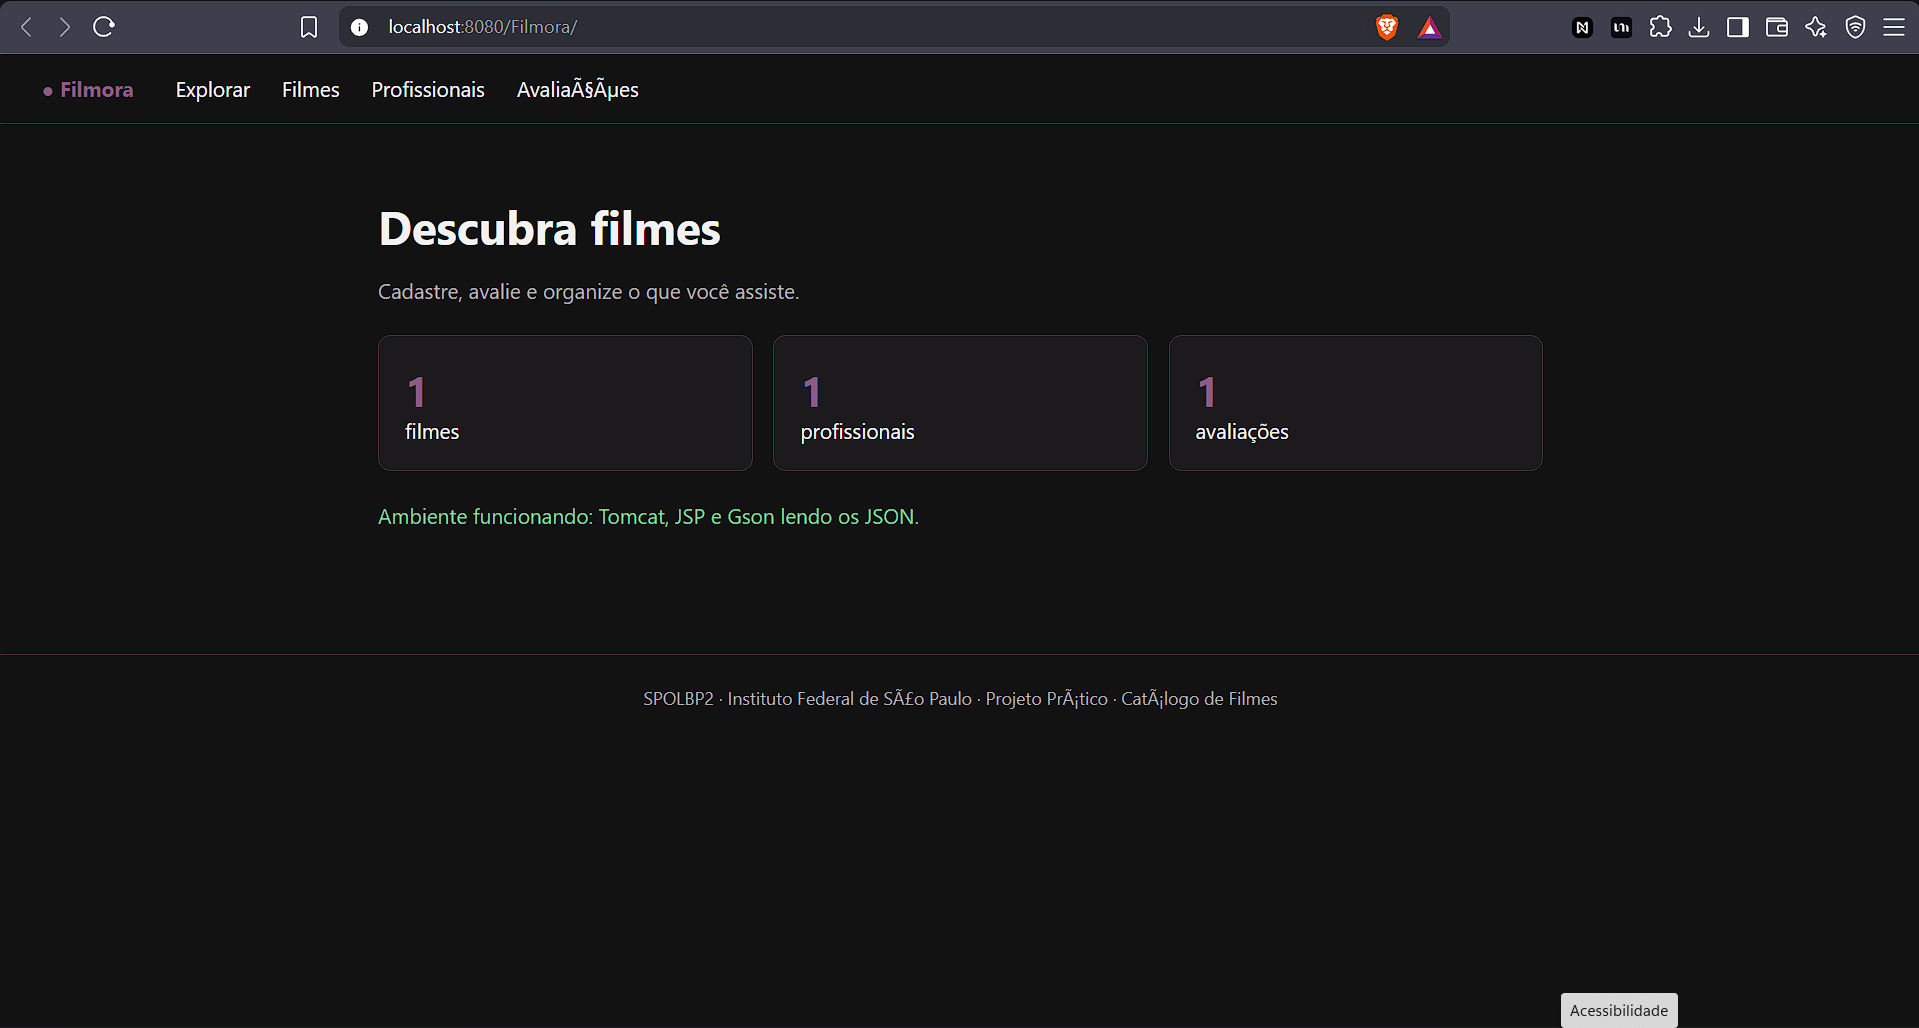 localhost:8080/Filmora/
Filmora Explorar Filmes Profissionais AvaliaÃ§Ãµes
Descubra filmes
Cadastre, avalie e organize o que você assiste.
1 1 1
filmes profissionais avaliações
Ambiente funcionando: Tomcat, JSP e Gson lendo os JSON.
SPOLBP2 · Instituto Federal de SÃ£o Paulo · Projeto PrÃ¡tico · CatÃ¡logo de Filmes
Acessibilidade